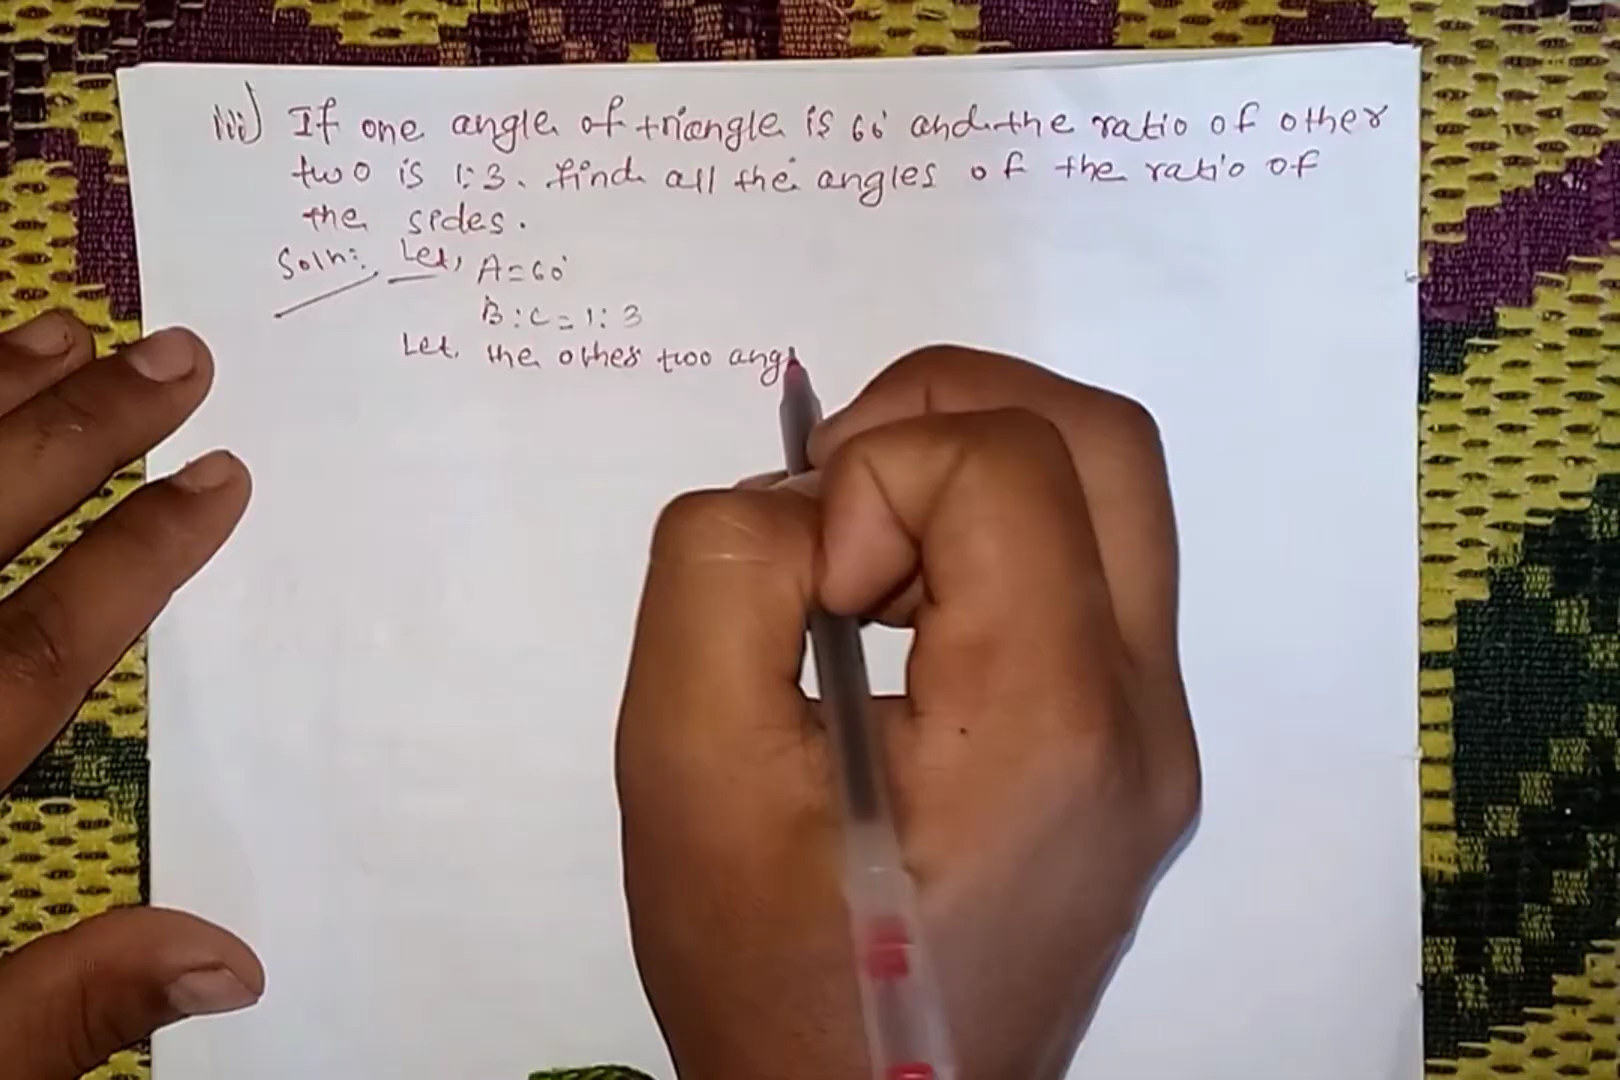 iii) If one angle of triangle is 60° and the ratio of other
two is 1:3. find all the angles of the ratio of
the sides.
Soln: Let, A=60°
B:C=1:3
Let, the other two ang